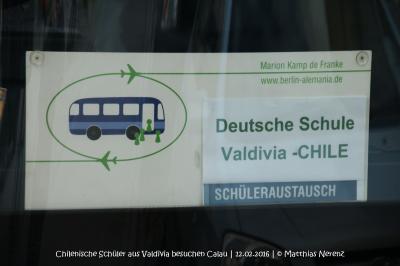 Marion Kamp de Franke
www.berlin-alemania.de
Deutsche Schule
Valdivia -CHILE
SCHÜLERAUSTAUSCH
Chilenische Schüler aus Valdivia besuchen Calau | 12.02.2016 | © Matthias Nerenz